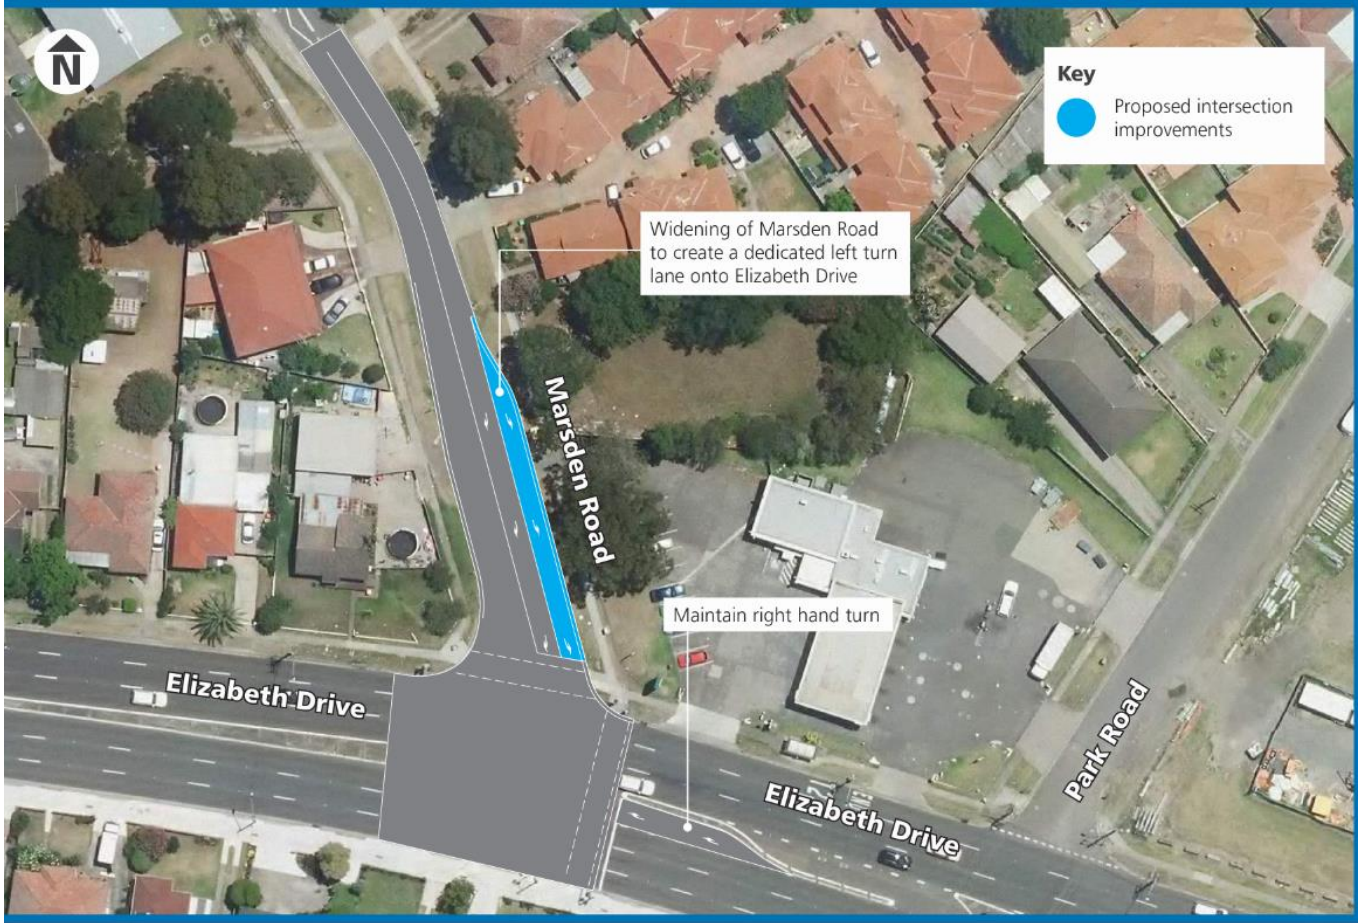 N
Key
Proposed intersection
improvements
Widening of Marsden Road
to create a dedicated left turn
lane onto Elizabeth Drive
Marsden Road
Maintain right hand turn
Elizabeth Drive
Elizabeth Drive
Park Road